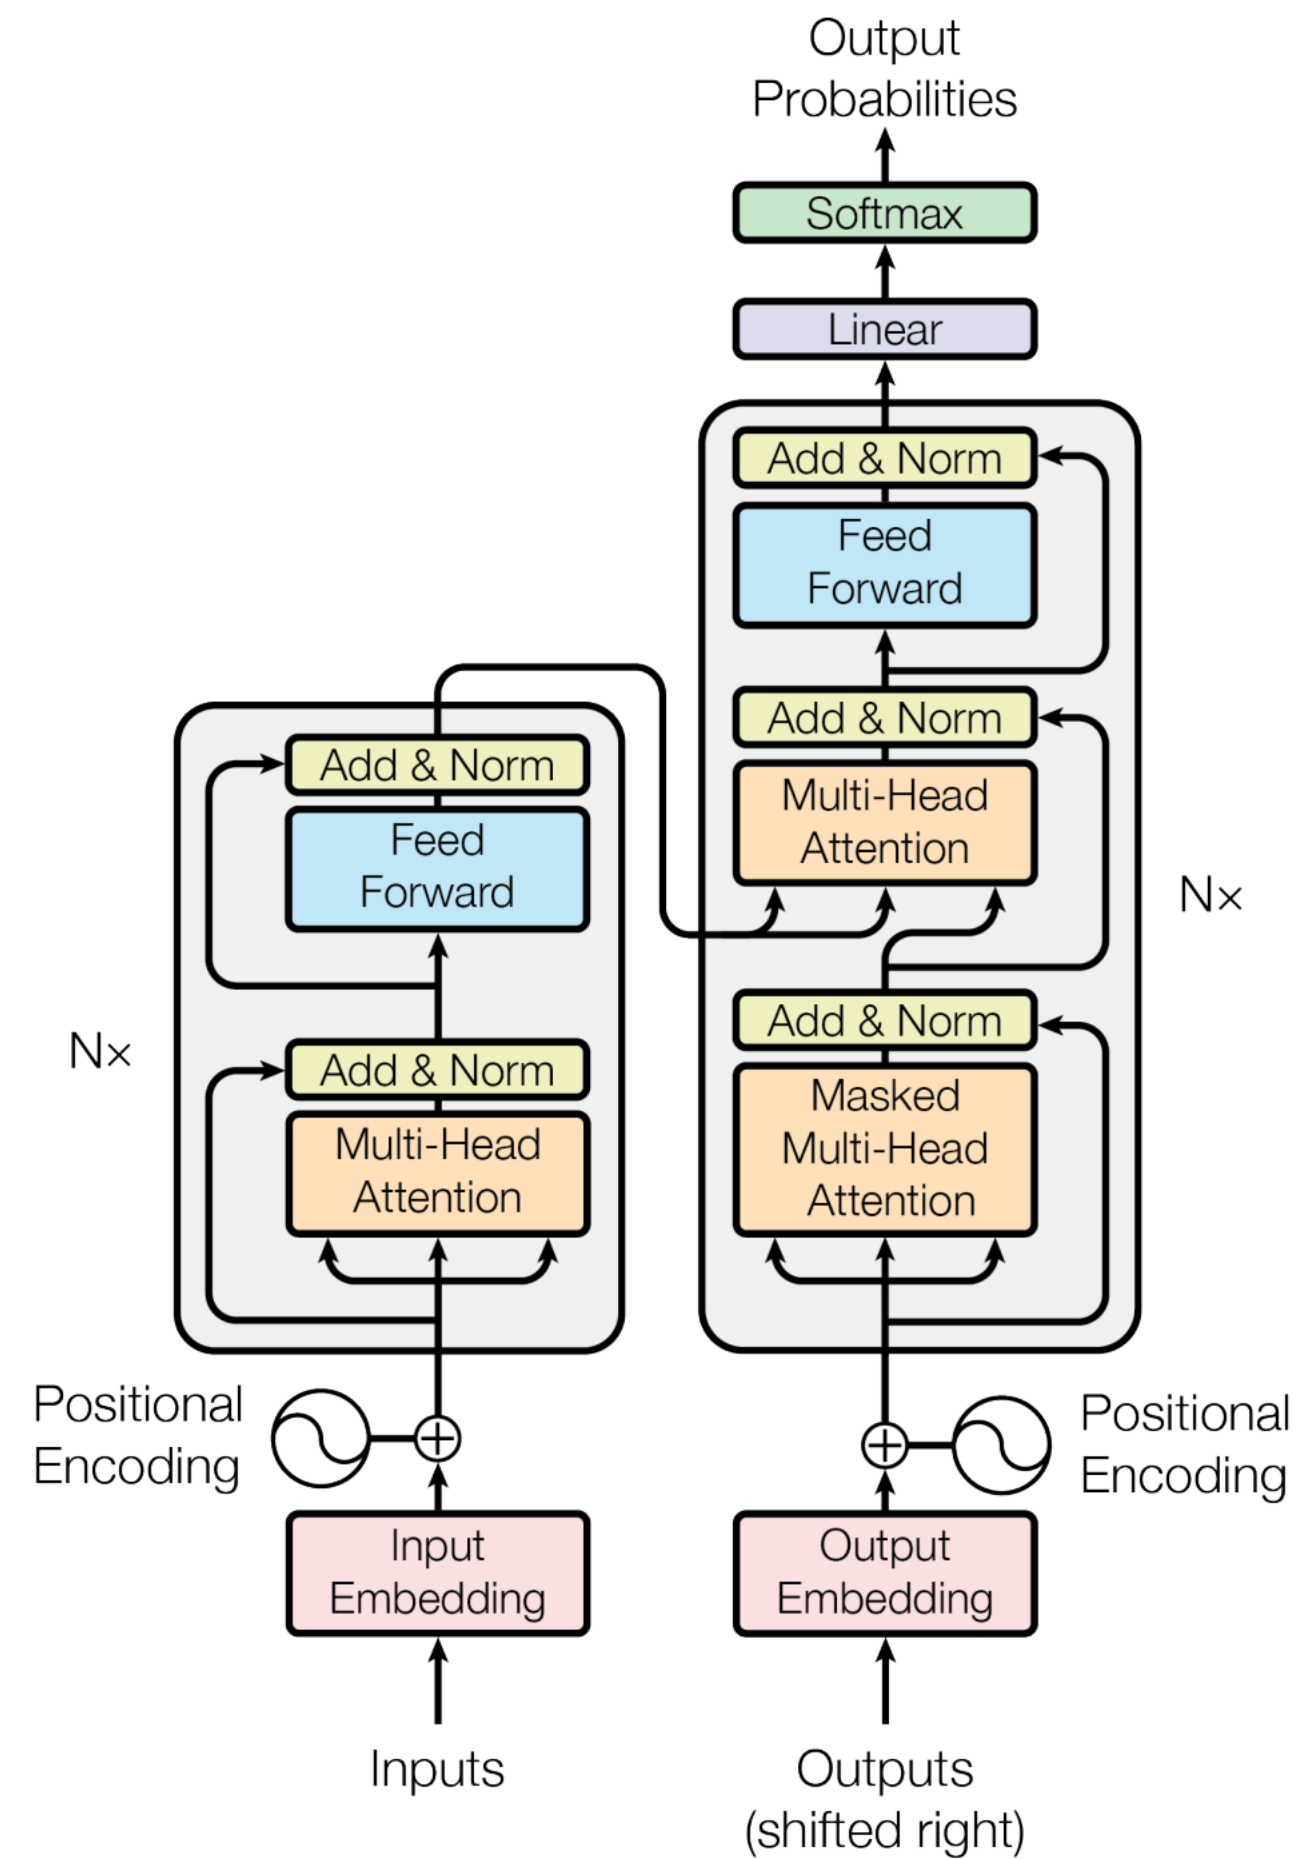 Output
Probabilities
Softmax
Linear
Add & Norm
Feed
Forward
Add & Norm
Multi-Head
Attention
N×
Add & Norm
Masked
Multi-Head
Attention
Add & Norm
Feed
Forward
N×
Add & Norm
Multi-Head
Attention
Positional
Encoding
Positional
Encoding
Input
Embedding
Output
Embedding
Inputs
Outputs
(shifted right)